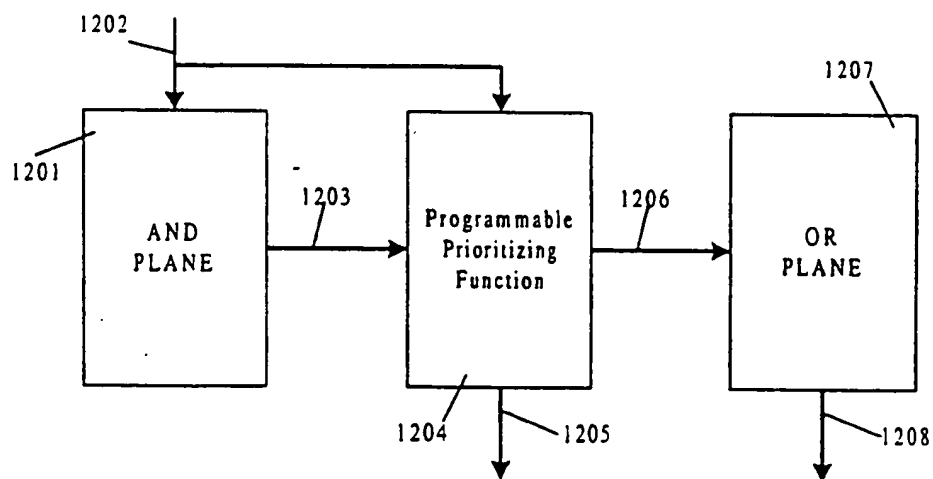 1202
1207
1201
1203
1206
AND
PLANE
Programmable
Prioritizing
Function
OR
PLANE
1204
1205
1208